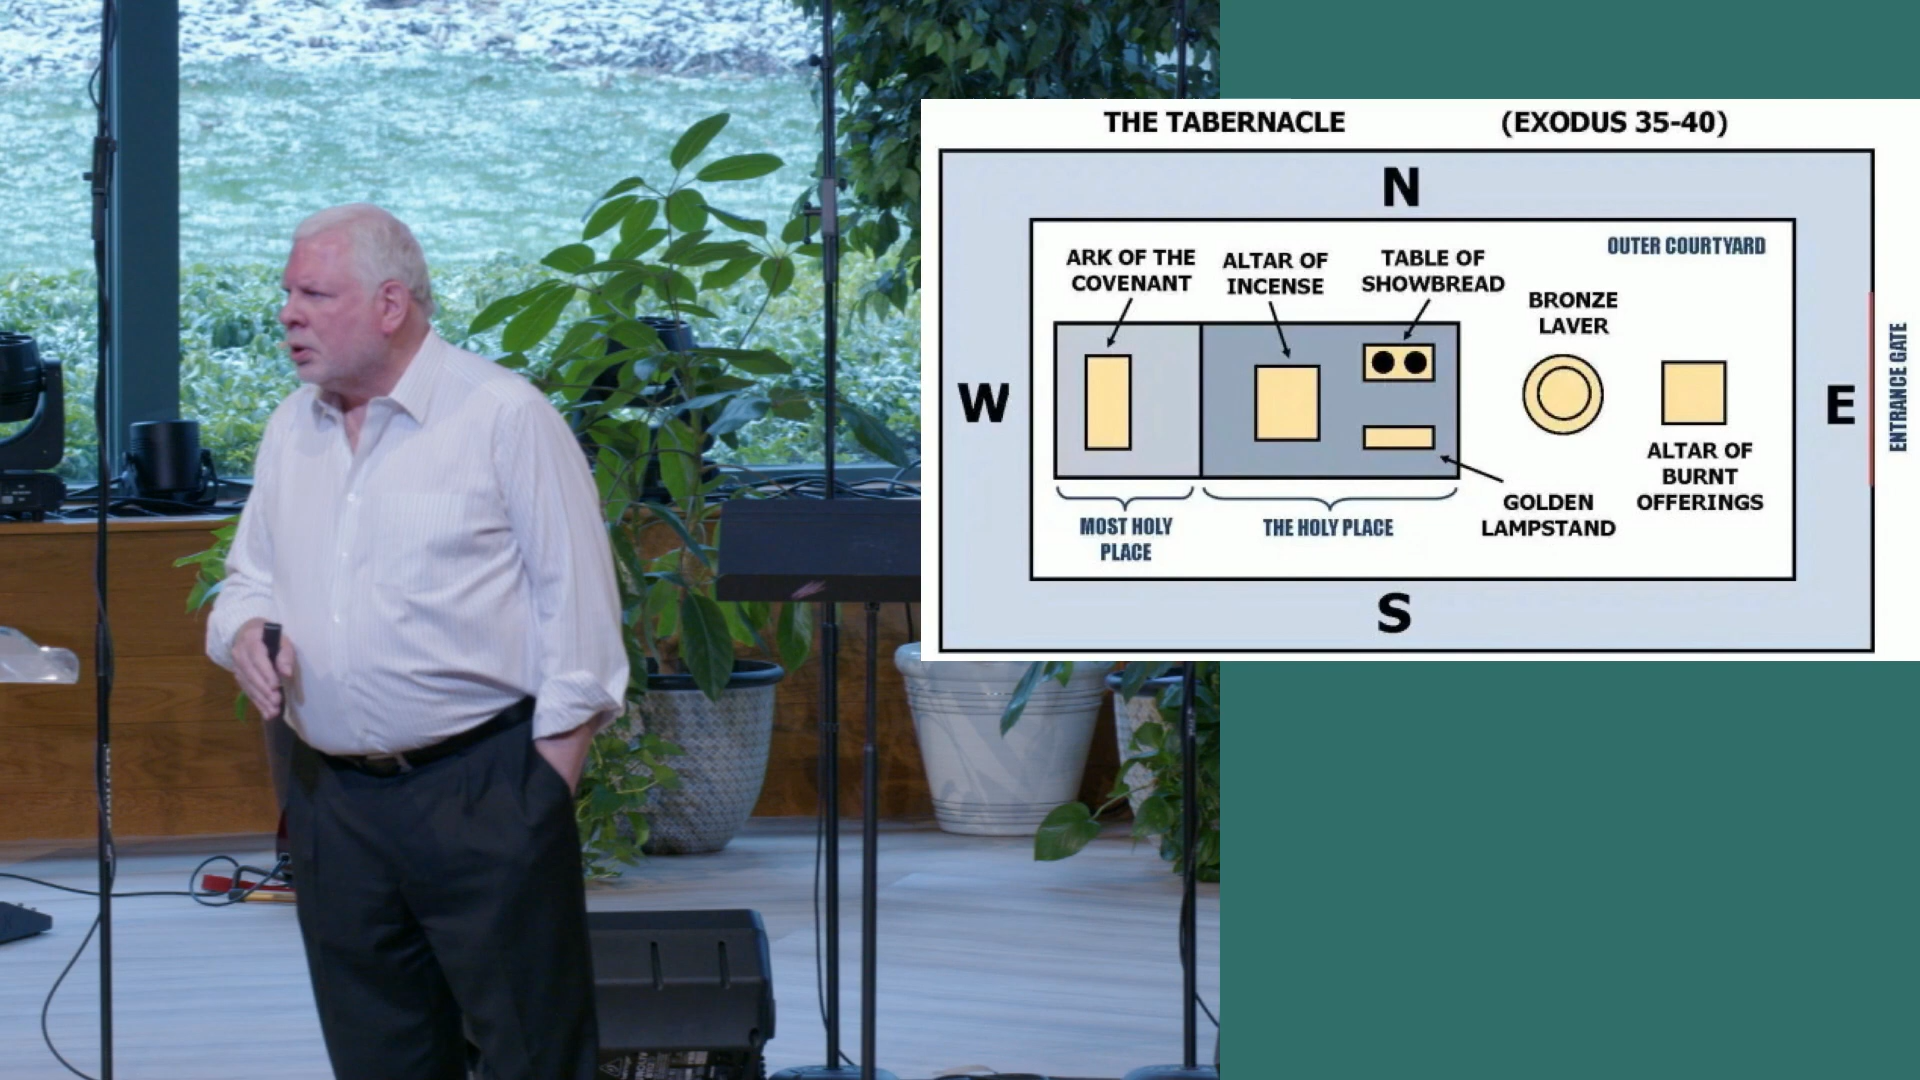 THE TABERNACLE (EXODUS 35-40)
N
OUTER COURTYARD
ARK OF THE
COVENANT
ALTAR OF
INCENSE
TABLE OF
SHOWBREAD
BRONZE
LAVER
W
E
ENTRANCE GATE
ALTAR OF
BURNT
OFFERINGS
GOLDEN
LAMPSTAND
MOST HOLY
PLACE
THE HOLY PLACE
S